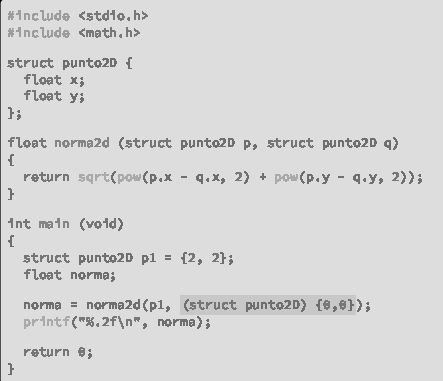 #include <stdio.h>
#include <math.h>
struct punto2D {
float x;
float y;
};
float norma2d (struct punto2D p, struct punto2D q)
{
return sqrt(pow(p.x - q.x, 2) + pow(p.y - q.y, 2));
}
int main (void)
{
struct punto2D p1 = {2, 2};
float norma;
norma = norma2d(p1, (struct punto2D) {0,0});
printf("%.2f\n", norma);
return 0;
}